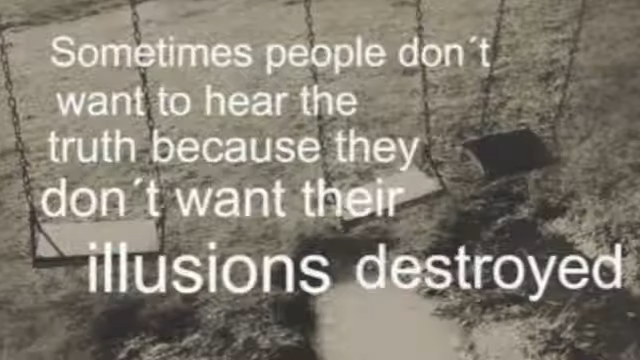 Sometimes people don´t
want to hear the
truth because they
don´t want their
illusions destroyed